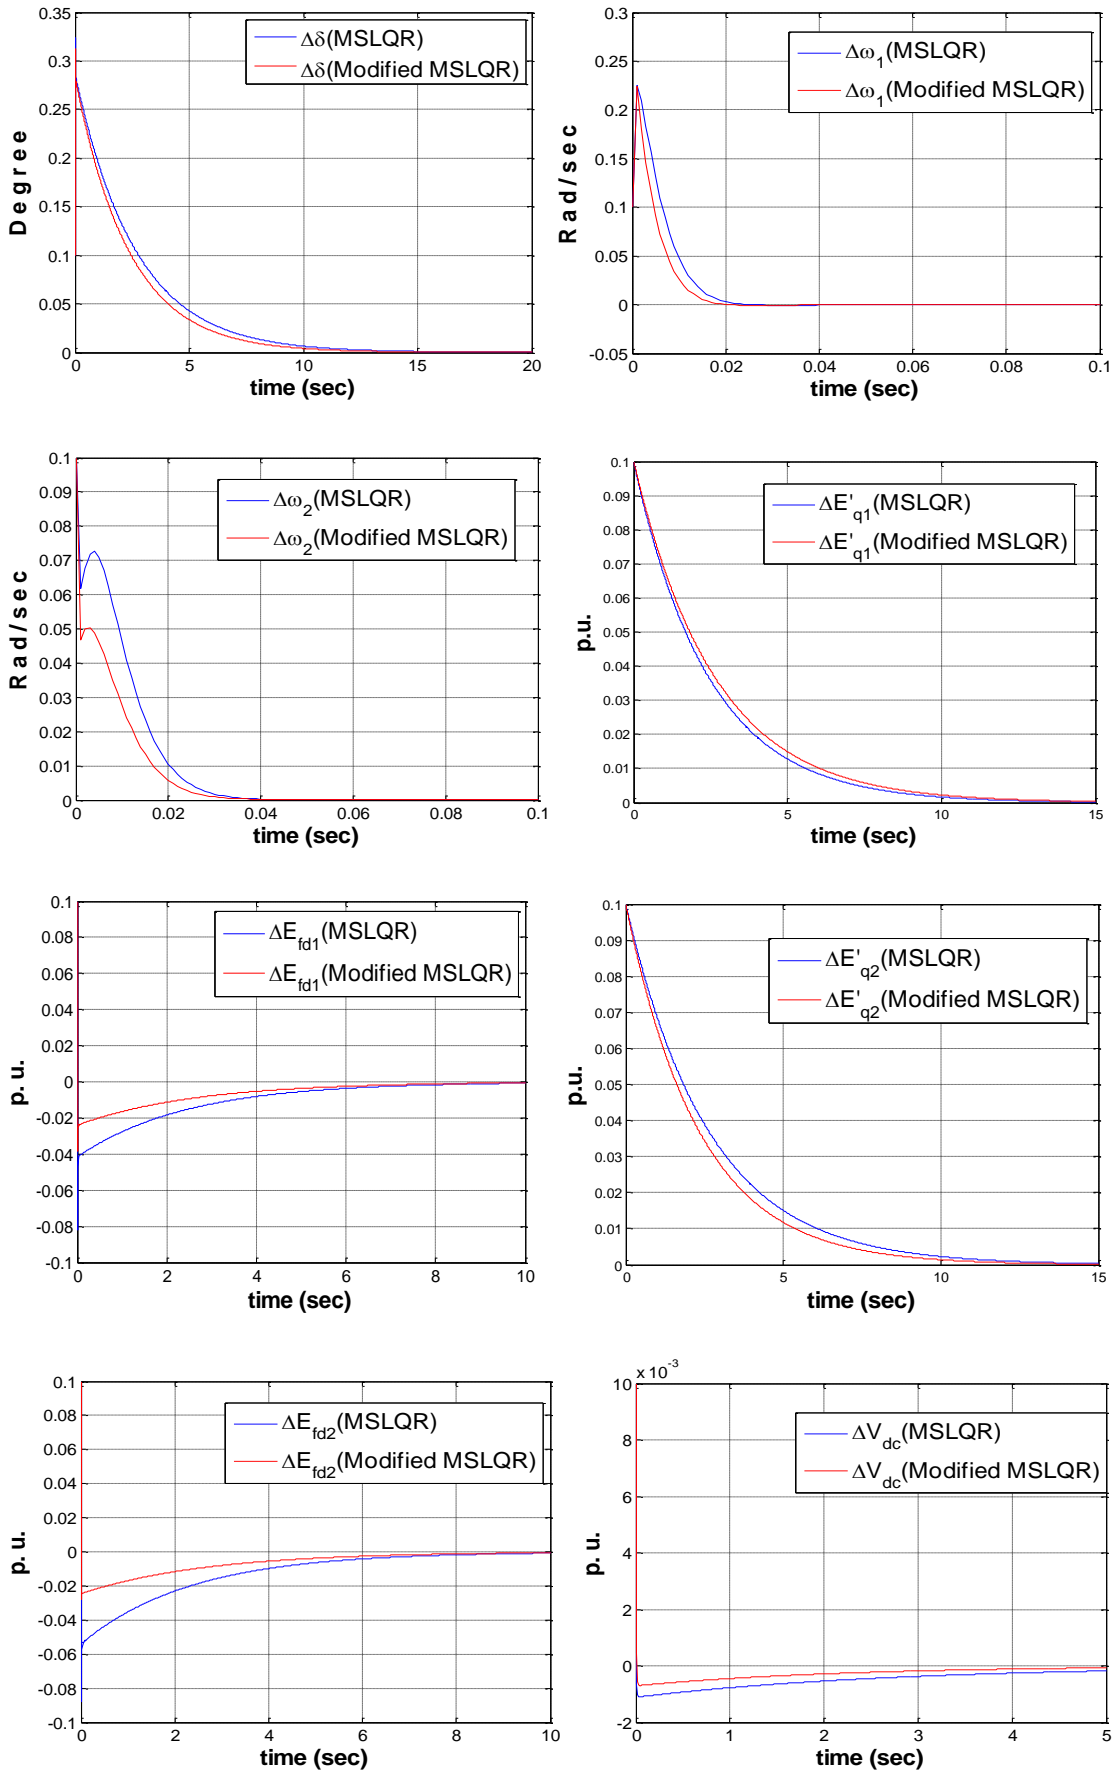 0.35
0.3
0.25
0.2
0.15
0.1
0.05
0
Degree
Δδ(MSLQR)
Δδ(Modified MSLQR)
0 5 10 15 20
time (sec)
0.3
0.25
0.2
0.15
0.1
0.05
0
-0.05
Rad/sec
Δω1(MSLQR)
Δω1(Modified MSLQR)
0 0.02 0.04 0.06 0.08 0.1
time (sec)
0.1
0.09
0.08
0.07
0.06
0.05
0.04
0.03
0.02
0.01
0
Rad/sec
Δω2(MSLQR)
Δω2(Modified MSLQR)
0 0.02 0.04 0.06 0.08 0.1
time (sec)
0.1
0.09
0.08
0.07
0.06
0.05
0.04
0.03
0.02
0.01
0
p.u.
ΔE'q1(MSLQR)
ΔE'q1(Modified MSLQR)
0 5 10 15
time (sec)
0.1
0.08
0.06
0.04
0.02
0
-0.02
-0.04
-0.06
-0.08
-0.1
p. u.
ΔEfd1(MSLQR)
ΔEfd1(Modified MSLQR)
0 2 4 6 8 10
time (sec)
0.1
0.09
0.08
0.07
0.06
0.05
0.04
0.03
0.02
0.01
0
p.u.
ΔE'q2(MSLQR)
ΔE'q2(Modified MSLQR)
0 5 10 15
time (sec)
0.1
0.08
0.06
0.04
0.02
0
-0.02
-0.04
-0.06
-0.08
-0.1
p. u.
ΔEfd2(MSLQR)
ΔEfd2(Modified MSLQR)
0 2 4 6 8 10
time (sec)
x 10-3
10
8
6
4
2
0
-2
p. u.
ΔVdc(MSLQR)
ΔVdc(Modified MSLQR)
0 1 2 3 4 5
time (sec)